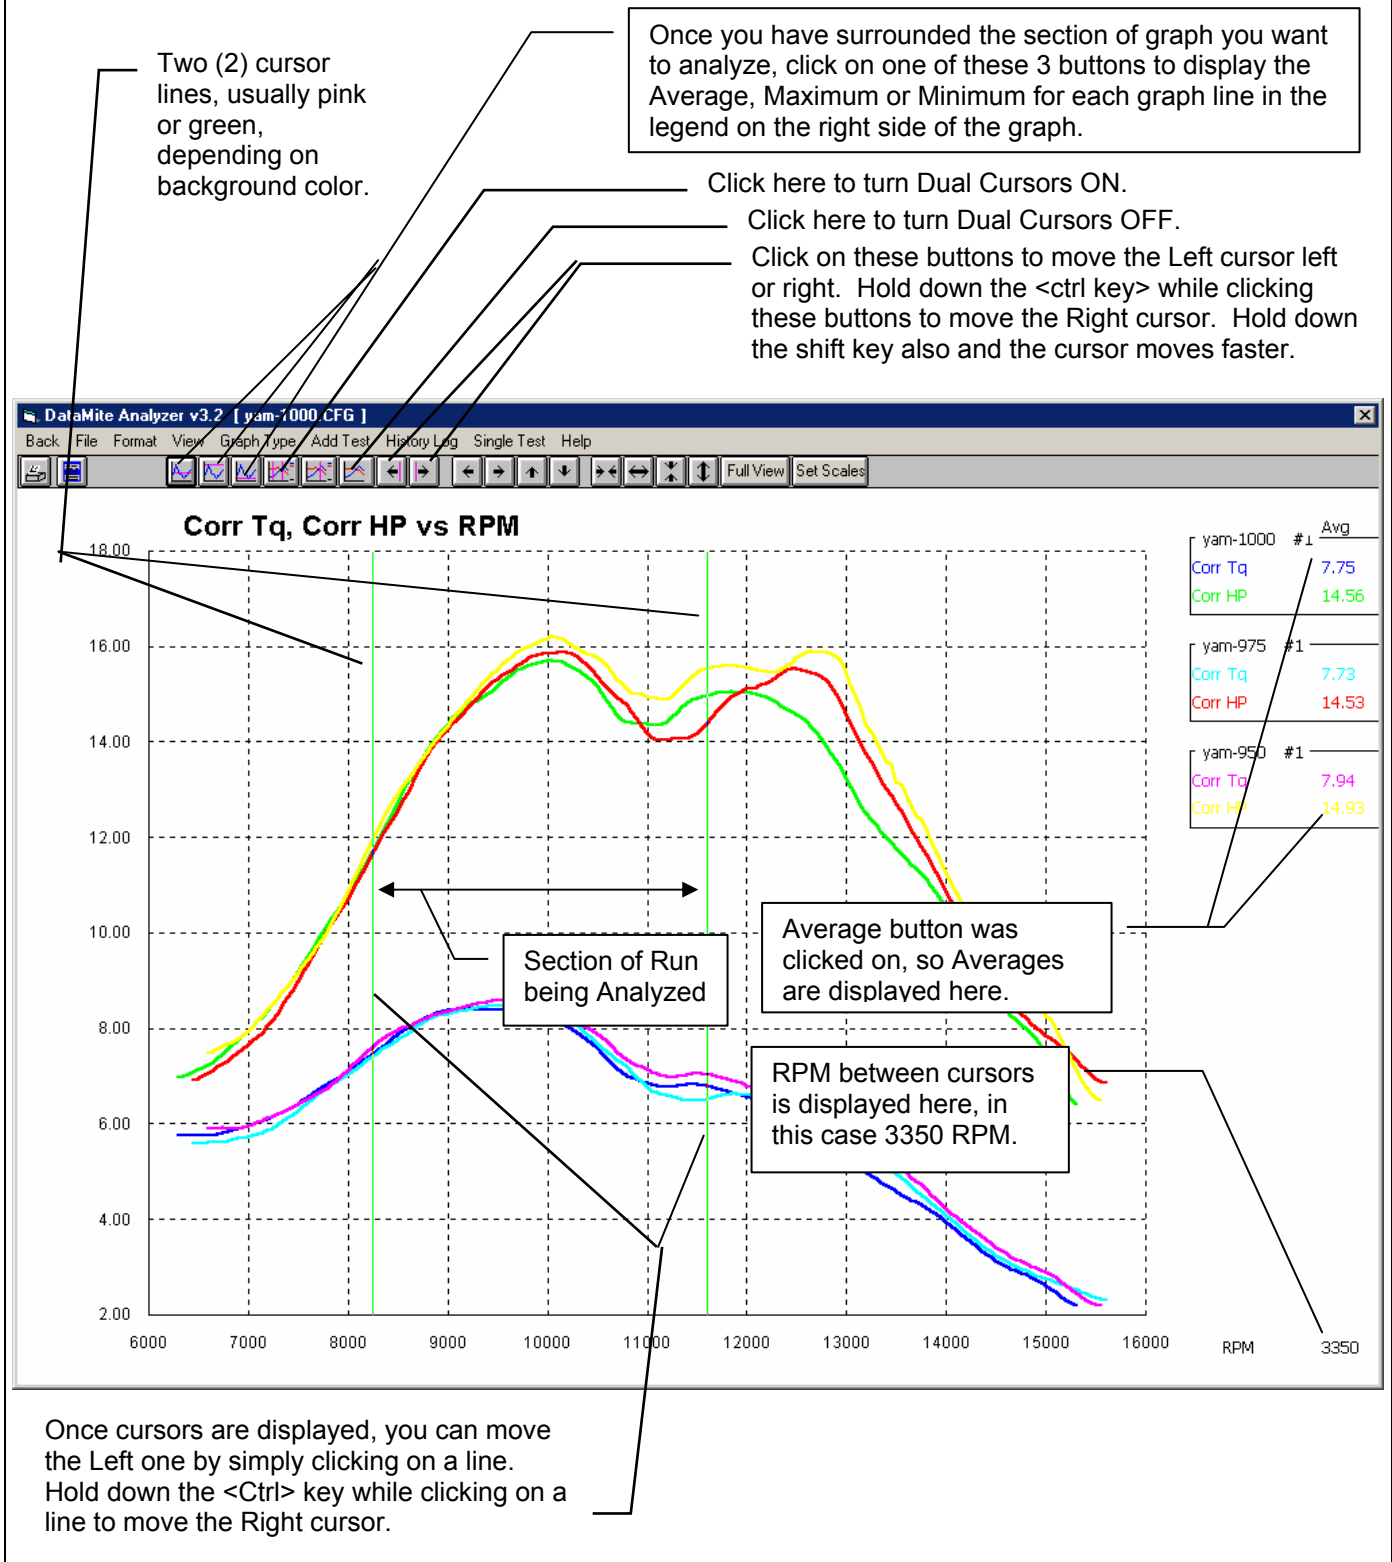 Two (2) cursor
lines, usually pink
or green,
depending on
background color.
Once you have surrounded the section of graph you want
to analyze, click on one of these 3 buttons to display the
Average, Maximum or Minimum for each graph line in the
legend on the right side of the graph.
Click here to turn Dual Cursors ON.
Click here to turn Dual Cursors OFF.
Click on these buttons to move the Left cursor left
or right.  Hold down the <ctrl key> while clicking
these buttons to move the Right cursor.  Hold down
the shift key also and the cursor moves faster.
DataMite Analyzer v3.2  [ yam-1000.CFG ]
Back File Format View Graph Type Add Test History Log Single Test Help
Full View Set Scales
Corr Tq, Corr HP vs RPM
Avg
yam-1000 #1
Corr Tq 7.75
Corr HP 14.56
yam-975 #1
Corr Tq 7.73
Corr HP 14.53
yam-950 #1
Corr Tq 7.94
Corr HP 14.93
18.00
16.00
14.00
12.00
10.00
8.00
6.00
4.00
2.00
Section of Run
being Analyzed
Average button was
clicked on, so Averages
are displayed here.
RPM between cursors
is displayed here, in
this case 3350 RPM.
6000 7000 8000 9000 10000 11000 12000 13000 14000 15000 16000
RPM 3350
Once cursors are displayed, you can move
the Left one by simply clicking on a line.
Hold down the <Ctrl> key while clicking on a
line to move the Right cursor.